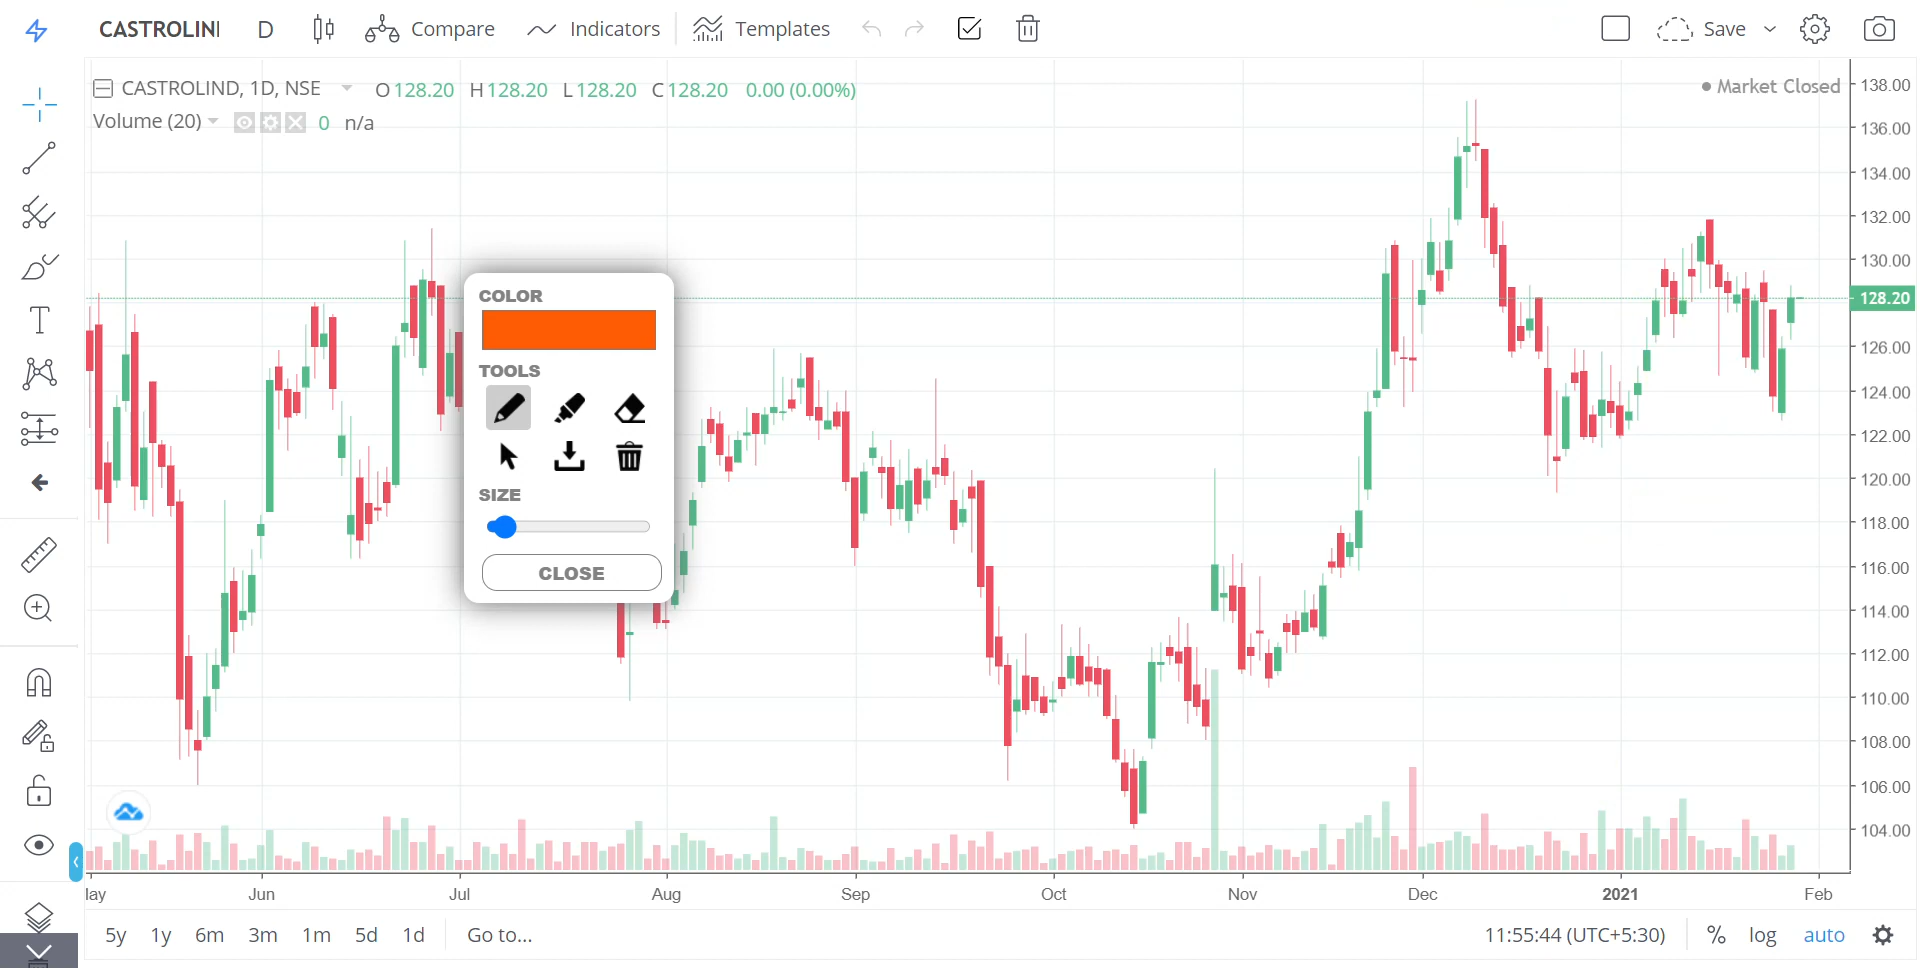 CASTROLINI D Compare Indicators Templates Save
CASTROLIND, 1D, NSE O 128.20 H 128.20 L 128.20 C 128.20 0.00 (0.00%)
Market Closed
Volume (20) 0 n/a
138.00
136.00
134.00
132.00
130.00
128.20
126.00
124.00
122.00
120.00
118.00
116.00
114.00
112.00
110.00
108.00
106.00
104.00
COLOR
TOOLS
SIZE
CLOSE
T
lay Jun Jul Aug Sep Oct Nov Dec 2021 Feb
5y 1y 6m 3m 1m 5d 1d Go to... 11:55:44 (UTC+5:30) % log auto